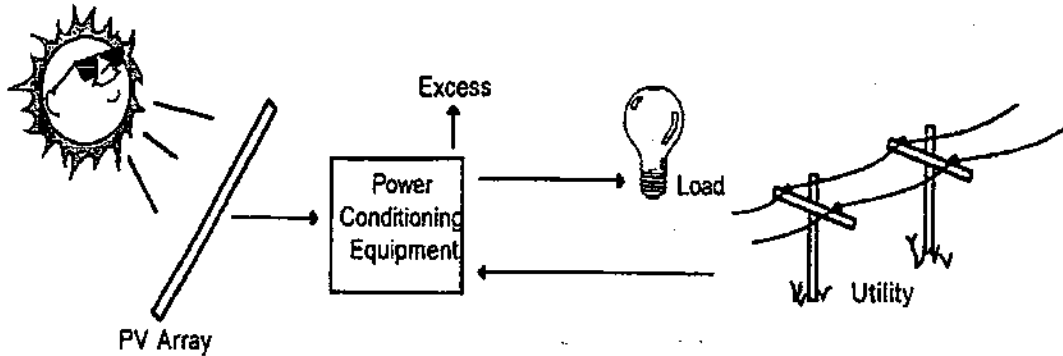 Excess
Power
Conditioning
Equipment
Load
Utility
PV Array